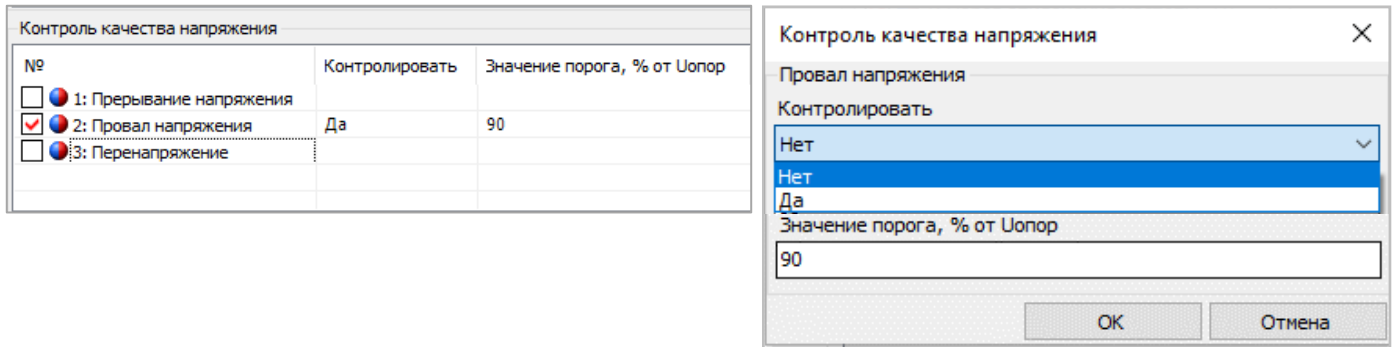 Контроль качества напряжения
№ Контролировать Значение порога, % от Uопор
1: Прерывание напряжения
2: Провал напряжения Да 90
3: Перенапряжение
Контроль качества напряжения
Провал напряжения
Контролировать
Нет
Нет
Да
Значение порога, % от Uопор
90
ОК Отмена